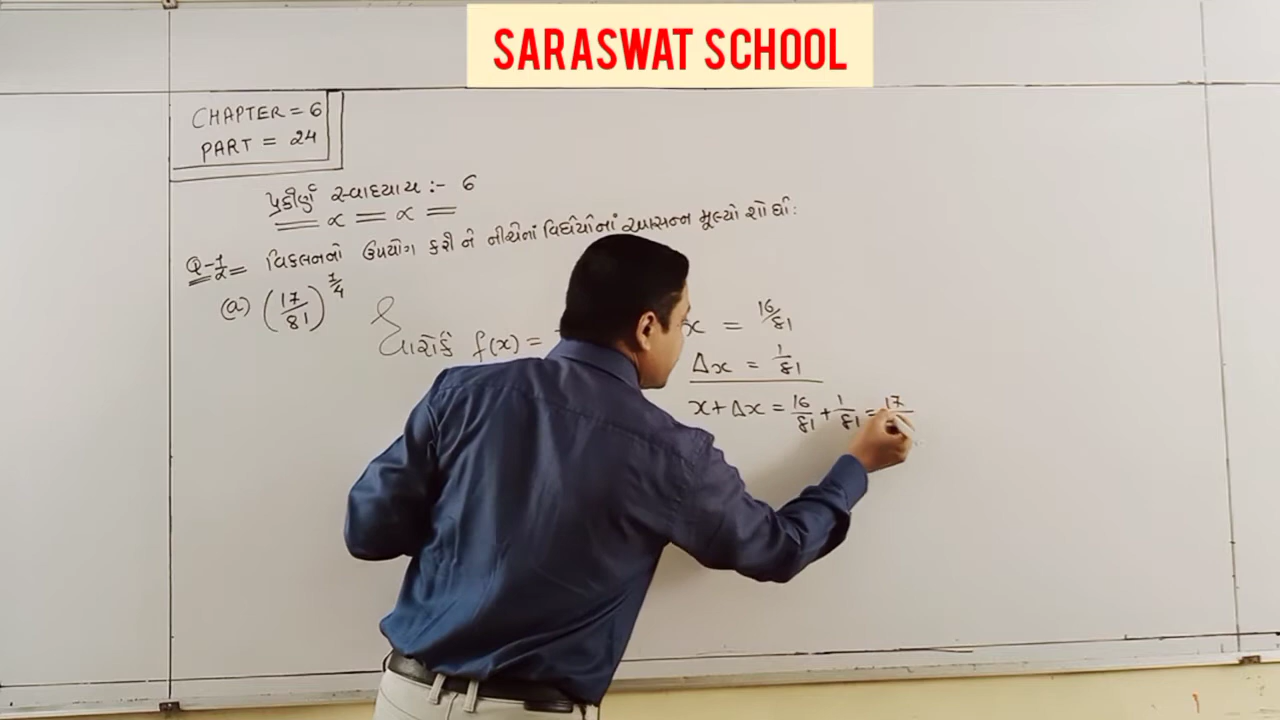 SARASWAT SCHOOL
CHAPTER = 6
PART = 24
પ્રકીર્ણ સ્વાધ્યાય :- 6
Q-1/2 = વિકલનનો ઉપયોગ કરી ને નીચેનાં વિધેયોનાં આસન્ન મૂલ્યો શોધો:
(a) (17/81)^1/4
ધારોકે f(x) =
x = 16/81
Δx = 1/81
x + Δx = 16/81 + 1/81 = 17